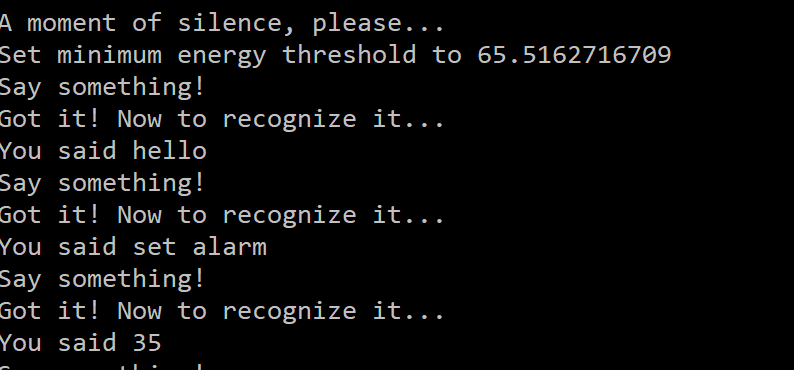 A moment of silence, please...
Set minimum energy threshold to 65.5162716709
Say something!
Got it! Now to recognize it...
You said hello
Say something!
Got it! Now to recognize it...
You said set alarm
Say something!
Got it! Now to recognize it...
You said 35